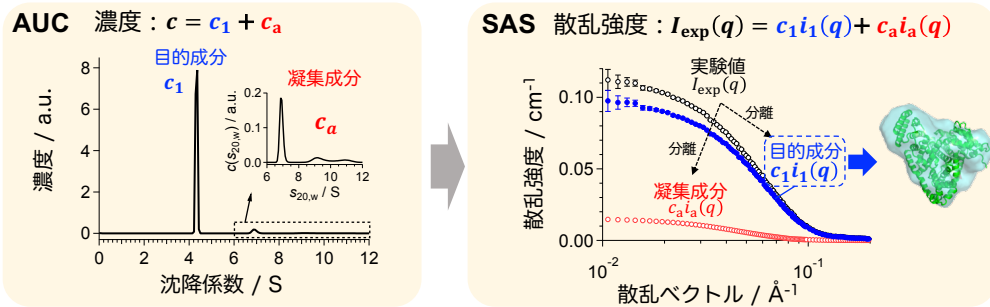 AUC 濃度：c = c1 + ca
目的成分
c1
濃度 / a.u.
8
6
4
2
0
0 2 4 6 8 10 12
沈降係数 / S
凝集成分
ca
c(s20,w) / a.u.
0.2
0.1
0.0
6 8 10 12
s20,w / S
SAS 散乱強度：Iexp(q) = c1i1(q)+ caia(q)
散乱強度 / cm-1
0.10
0.05
0.00
10-2 10-1
散乱ベクトル / Å-1
実験値
Iexp(q)
分離
分離
目的成分
c1i1(q)
凝集成分
caia(q)